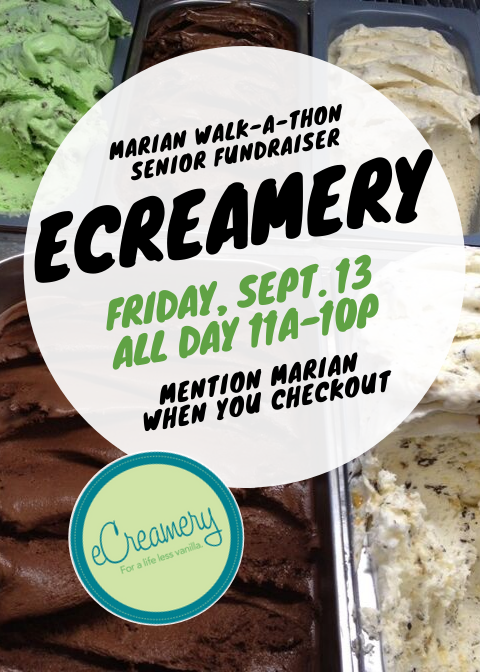 MARIAN WALK-A-THON
SENIOR FUNDRAISER
ECREAMERY
FRIDAY, SEPT. 13
ALL DAY 11A-10P
MENTION MARIAN
WHEN YOU CHECKOUT
eCreamery
For a life less vanilla.